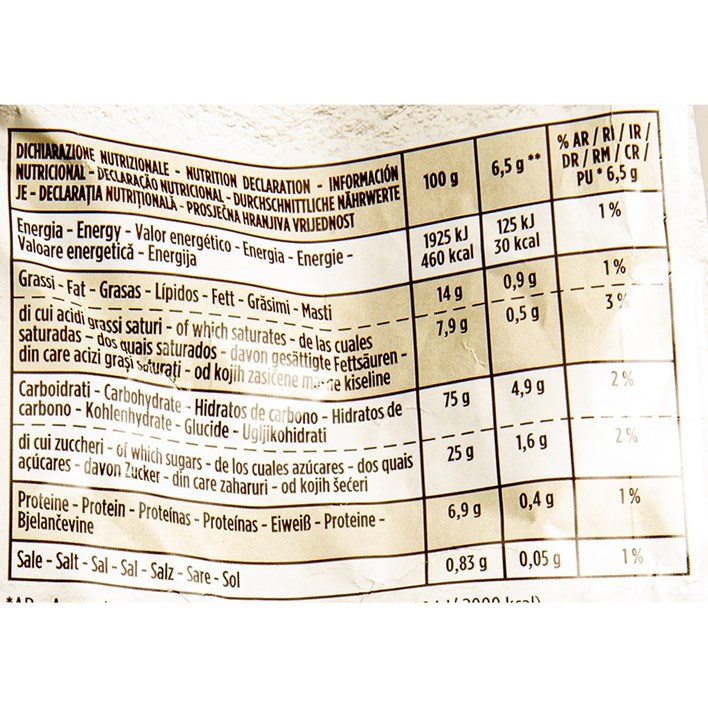 DICHIARAZIONE NUTRIZIONALE - NUTRITION DECLARATION - INFORMACIÓN
NUTRICIONAL - DECLARAÇÃO NUTRICIONAL - DURCHSCHNITTLICHE NÄHRWERTE
JE - DECLARAȚIA NUTRIȚIONALĂ - PROSJEČNA HRANJIVA VRIJEDNOST
100 g
6,5 g **
% AR / RI / IR /
DR / RM / CR /
PU * 6,5 g
Energia - Energy - Valor energético - Energia - Energie -
Valoare energetică - Energija
1925 kJ
460 kcal
125 kJ
30 kcal
1%
Grassi - Fat - Grasas - Lípidos - Fett - Grăsimi - Masti
14 g
0,9 g
1%
di cui acidi grassi saturi - of which saturates - de las cuales
saturadas - dos quais saturados - davon gesättigte Fettsäuren -
din care acizi grași saturați - od kojih zasićene kiseline
7,9 g
0,5 g
3%
Carboidrati - Carbohydrate - Hidratos de carbono - Hidratos de
carbono - Kohlenhydrate - Glucide - Ugljikohidrati
75 g
4,9 g
2%
di cui zuccheri - of which sugars - de los cuales azúcares - dos quais
açúcares - davon Zucker - din care zaharuri - od kojih šećeri
25 g
1,6 g
2%
Proteine - Protein - Proteínas - Proteínas - Eiweiß - Proteine -
Bjelančevine
6,9 g
0,4 g
1%
Sale - Salt - Sal - Sal - Salz - Sare - Sol
0,83 g
0,05 g
1%